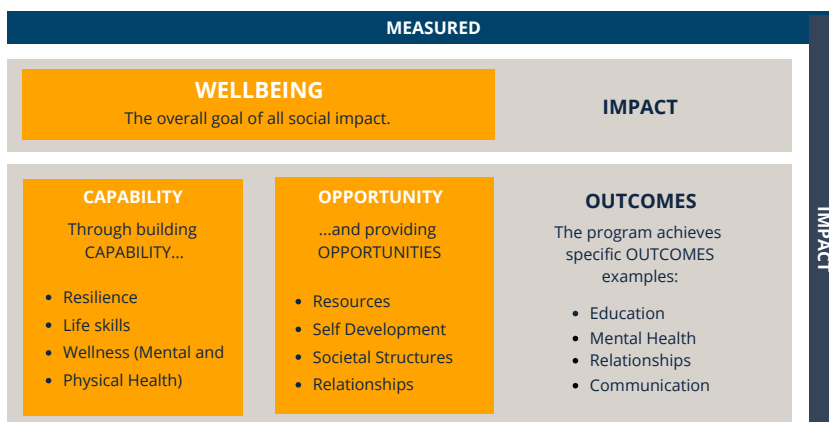 MEASURED
WELLBEING
The overall goal of all social impact.
IMPACT
CAPABILITY
Through building
CAPABILITY...
• Resilience
• Life skills
• Wellness (Mental and
• Physical Health)
OPPORTUNITY
...and providing
OPPORTUNITIES
• Resources
• Self Development
• Societal Structures
• Relationships
OUTCOMES
The program achieves
specific OUTCOMES
examples:
• Education
• Mental Health
• Relationships
• Communication
IMPACT